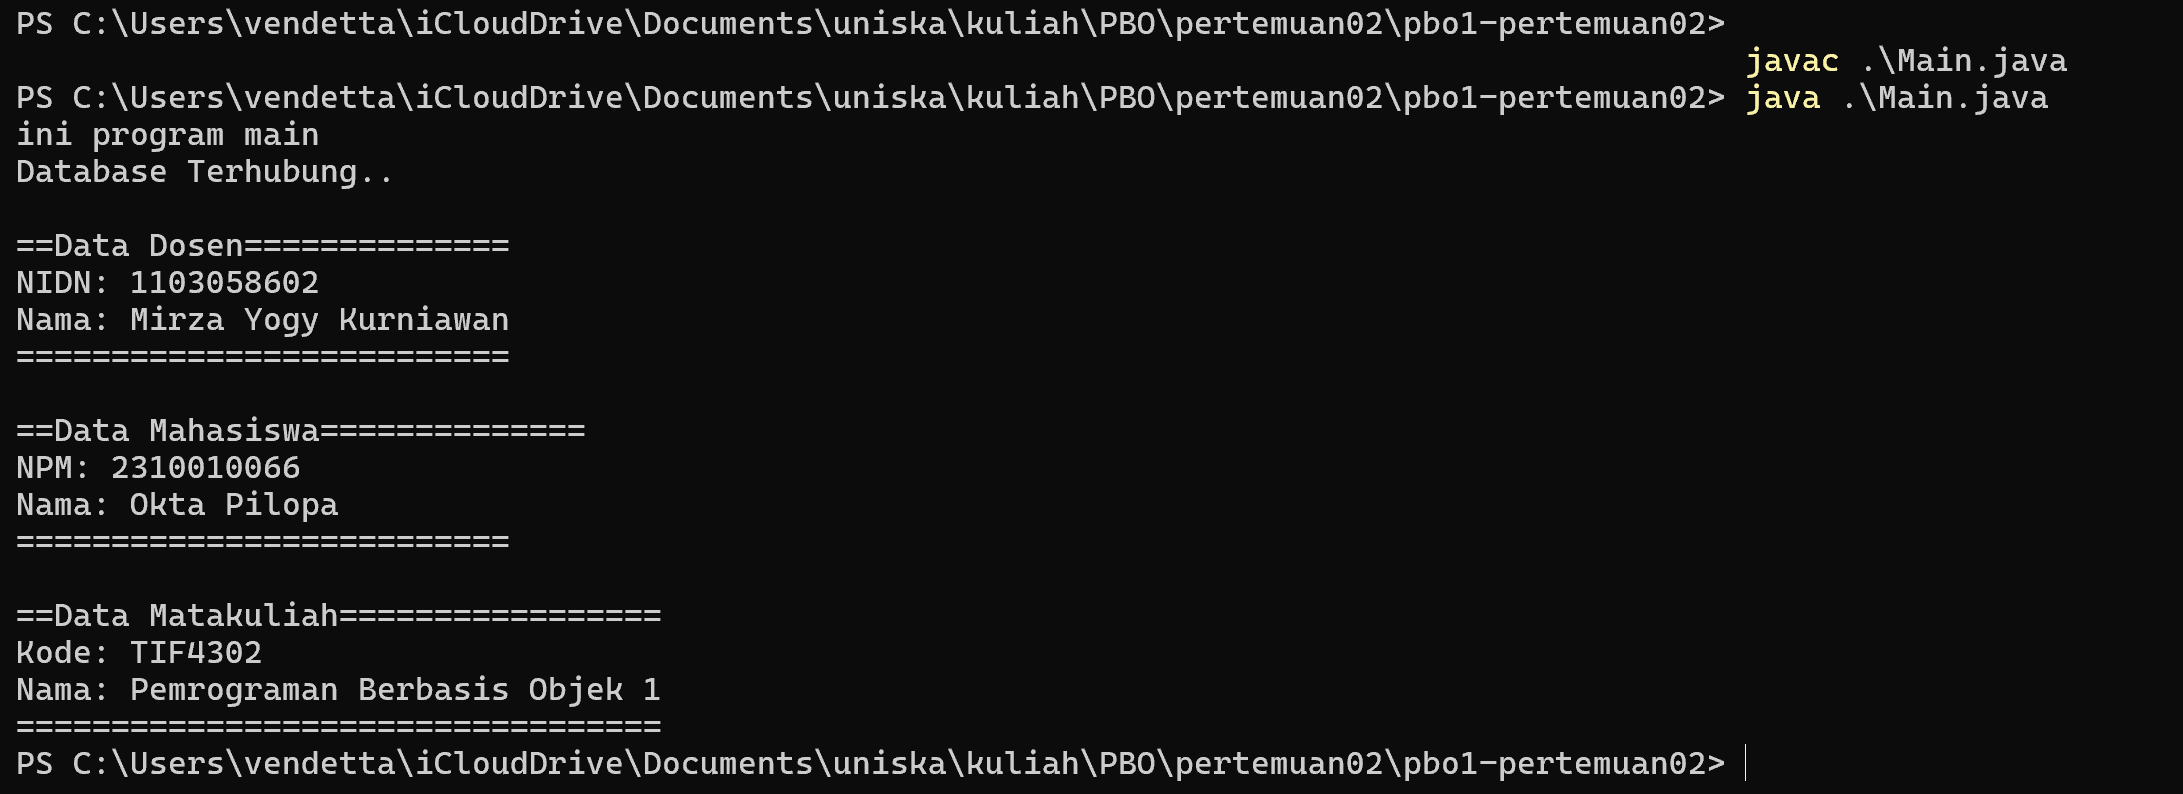 PS C:\Users\vendetta\iCloudDrive\Documents\uniska\kuliah\PBO\pertemuan02\pbo1-pertemuan02>
javac .\Main.java
PS C:\Users\vendetta\iCloudDrive\Documents\uniska\kuliah\PBO\pertemuan02\pbo1-pertemuan02> java .\Main.java
ini program main
Database Terhubung..
==Data Dosen==============
NIDN: 1103058602
Nama: Mirza Yogy Kurniawan
==========================
==Data Mahasiswa==============
NPM: 2310010066
Nama: Okta Pilopa
==========================
==Data Matakuliah=================
Kode: TIF4302
Nama: Pemrograman Berbasis Objek 1
==================================
PS C:\Users\vendetta\iCloudDrive\Documents\uniska\kuliah\PBO\pertemuan02\pbo1-pertemuan02>